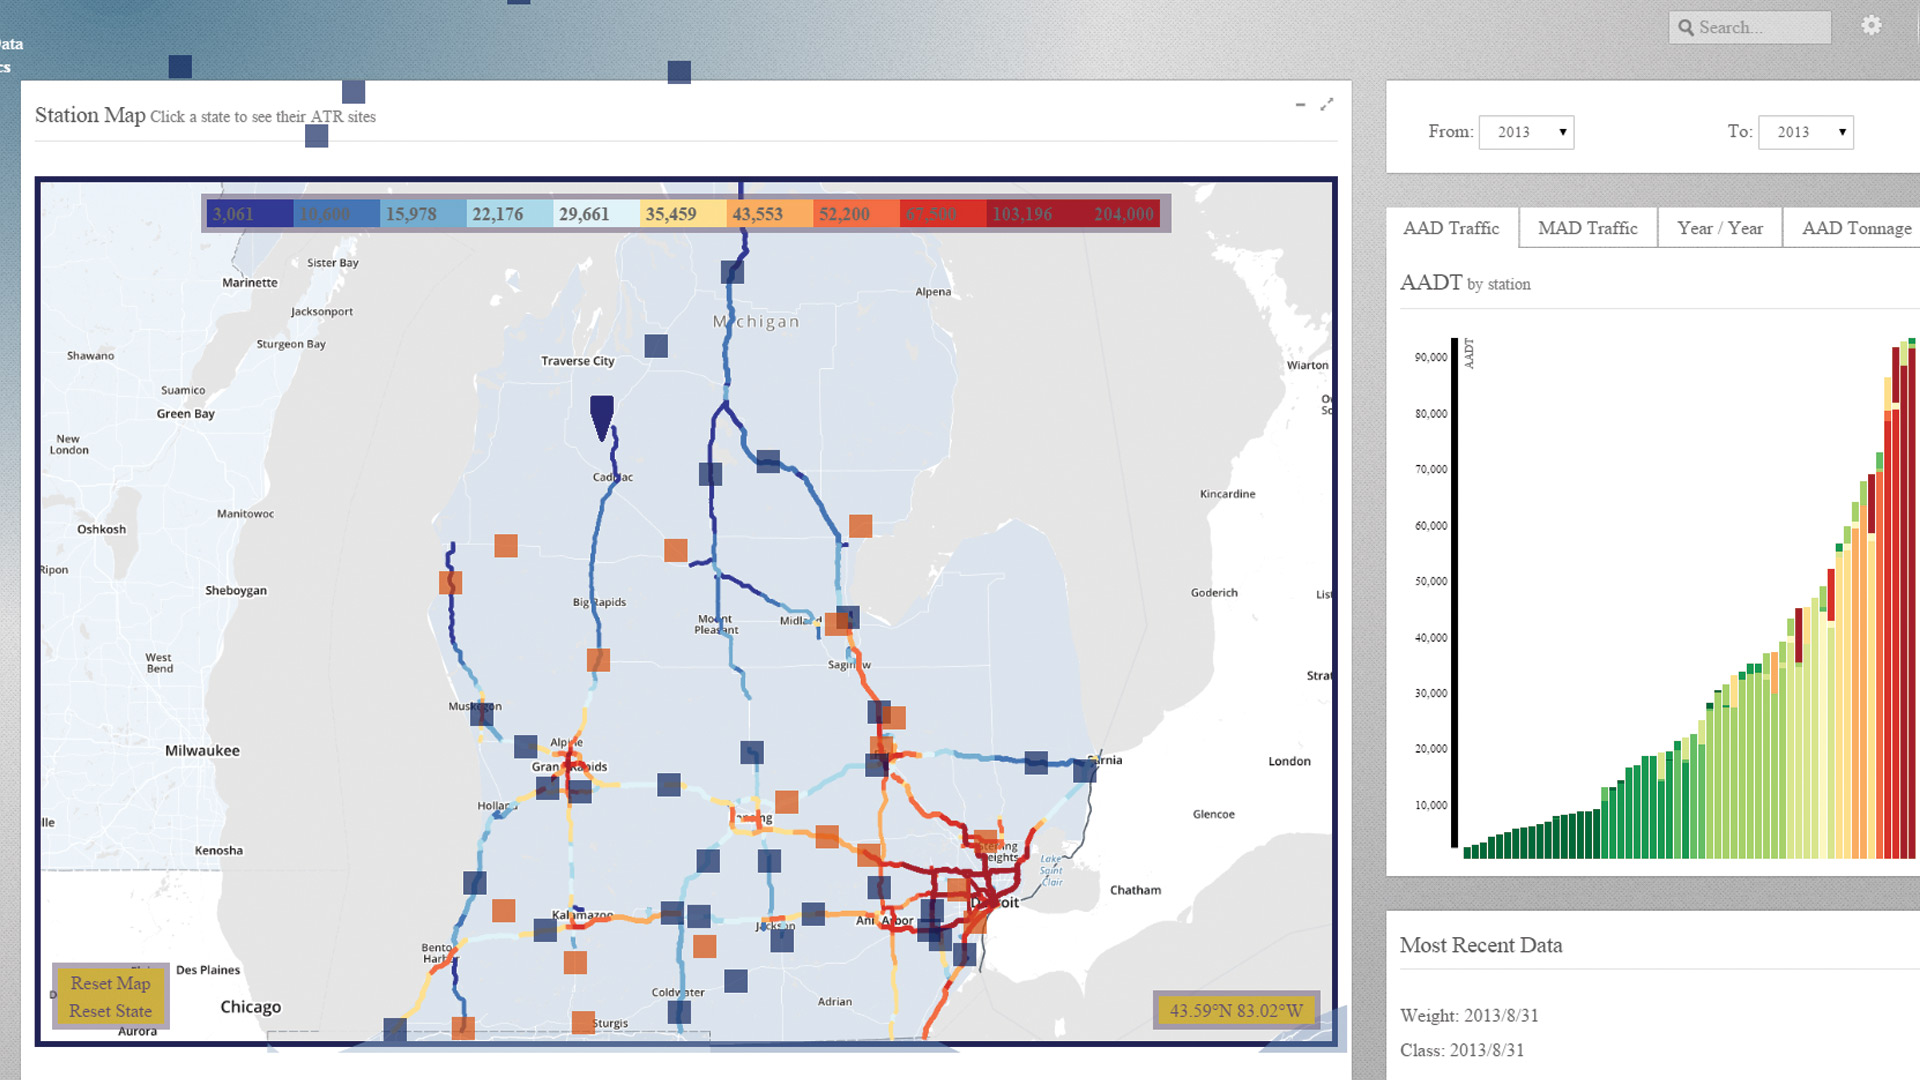 Search...
Station Map Click a state to see their ATR sites
From: 2013 To: 2013
3,061 10,600 15,978 22,176 29,661 35,459 43,553 52,200 67,500 103,196 204,000
AAD Traffic MAD Traffic Year / Year AAD Tonnage
AADT by station
AADT
90,000
80,000
70,000
60,000
50,000
40,000
30,000
20,000
10,000
Sister Bay
Marinette
Jacksonport
Sturgeon Bay
Shawano
Suamico
Green Bay
New
London
Manitowoc
Oshkosh
Ripon
Sheboygan
West
Bend
Milwaukee
Kenosha
Des Plaines
Chicago
Aurora
Michigan
Alpena
Traverse City
Cadillac
Big Rapids
Mount
Pleasant
Midland
Saginaw
Muskegon
Alpine
Grand Rapids
Holland
Lansing
Kalamazoo
Jackson
Ann Arbor
Detroit
Sterling
Heights
Lake
Saint
Clair
Coldwater
Adrian
Sturgis
Wiarton
Kincardine
Goderich
Sarnia
London
Glencoe
Chatham
Reset Map
Reset State
43.59°N 83.02°W
Most Recent Data
Weight: 2013/8/31
Class: 2013/8/31